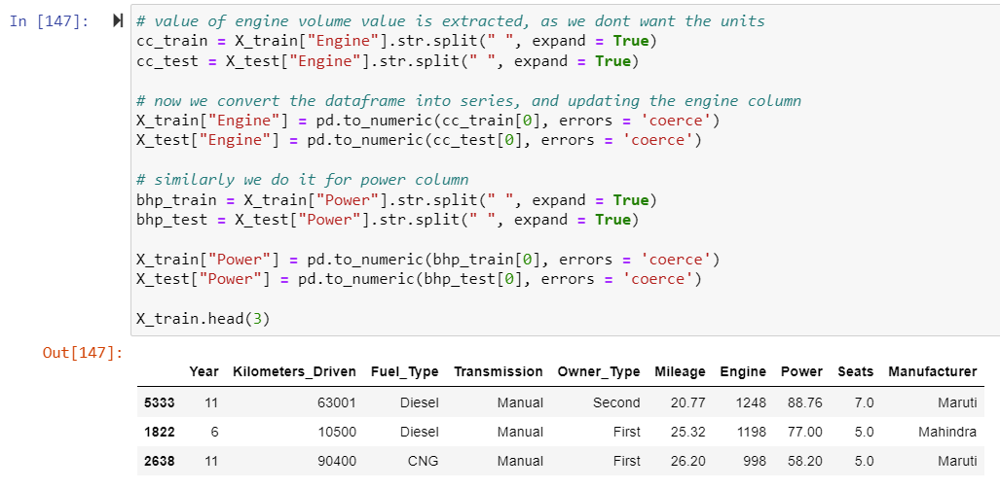 In [147]:
# value of engine volume value is extracted, as we dont want the units
cc_train = X_train["Engine"].str.split(" ", expand = True)
cc_test = X_test["Engine"].str.split(" ", expand = True)
# now we convert the dataframe into series, and updating the engine column
X_train["Engine"] = pd.to_numeric(cc_train[0], errors = 'coerce')
X_test["Engine"] = pd.to_numeric(cc_test[0], errors = 'coerce')
# similarly we do it for power column
bhp_train = X_train["Power"].str.split(" ", expand = True)
bhp_test = X_test["Power"].str.split(" ", expand = True)
X_train["Power"] = pd.to_numeric(bhp_train[0], errors = 'coerce')
X_test["Power"] = pd.to_numeric(bhp_test[0], errors = 'coerce')
X_train.head(3)
Out[147]:
Year Kilometers_Driven Fuel_Type Transmission Owner_Type Mileage Engine Power Seats Manufacturer
5333 11 63001 Diesel Manual Second 20.77 1248 88.76 7.0 Maruti
1822 6 10500 Diesel Manual First 25.32 1198 77.00 5.0 Mahindra
2638 11 90400 CNG Manual First 26.20 998 58.20 5.0 Maruti